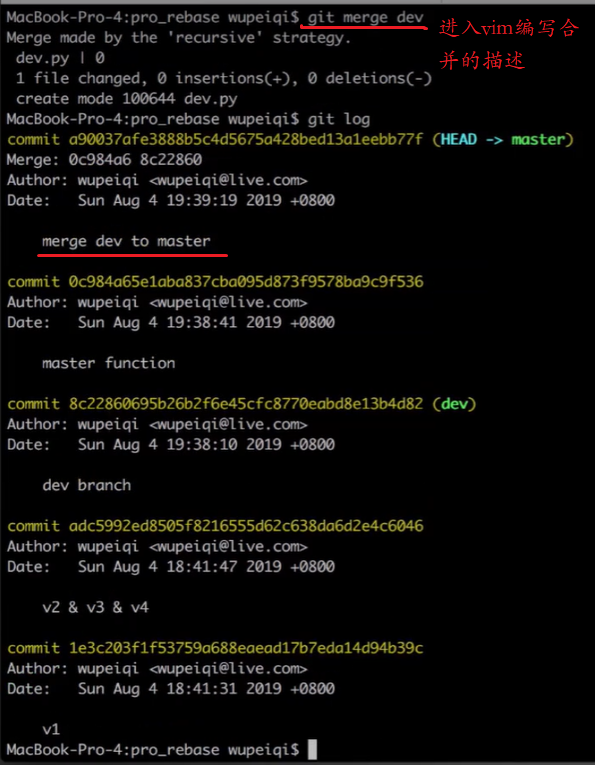 MacBook-Pro-4:pro_rebase wupeiqi$ git merge dev
进入vim编写合并的描述
Merge made by the 'recursive' strategy.
dev.py | 0
1 file changed, 0 insertions(+), 0 deletions(-)
create mode 100644 dev.py
MacBook-Pro-4:pro_rebase wupeiqi$ git log
commit a90037afe3888b5c4d5675a428bed13a1eebb77f (HEAD -> master)
Merge: 0c984a6 8c22860
Author: wupeiqi <wupeiqi@live.com>
Date:   Sun Aug 4 19:39:19 2019 +0800
merge dev to master
commit 0c984a65e1aba837cba095d873f9578ba9c9f536
Author: wupeiqi <wupeiqi@live.com>
Date:   Sun Aug 4 19:38:41 2019 +0800
master function
commit 8c22860695b26b2f6e45cfc8770eabd8e13b4d82 (dev)
Author: wupeiqi <wupeiqi@live.com>
Date:   Sun Aug 4 19:38:10 2019 +0800
dev branch
commit adc5992ed8505f8216555d62c638da6d2e4c6046
Author: wupeiqi <wupeiqi@live.com>
Date:   Sun Aug 4 18:41:47 2019 +0800
v2 & v3 & v4
commit 1e3c203f1f53759a688eaead17b7eda14d94b39c
Author: wupeiqi <wupeiqi@live.com>
Date:   Sun Aug 4 18:41:31 2019 +0800
v1
MacBook-Pro-4:pro_rebase wupeiqi$